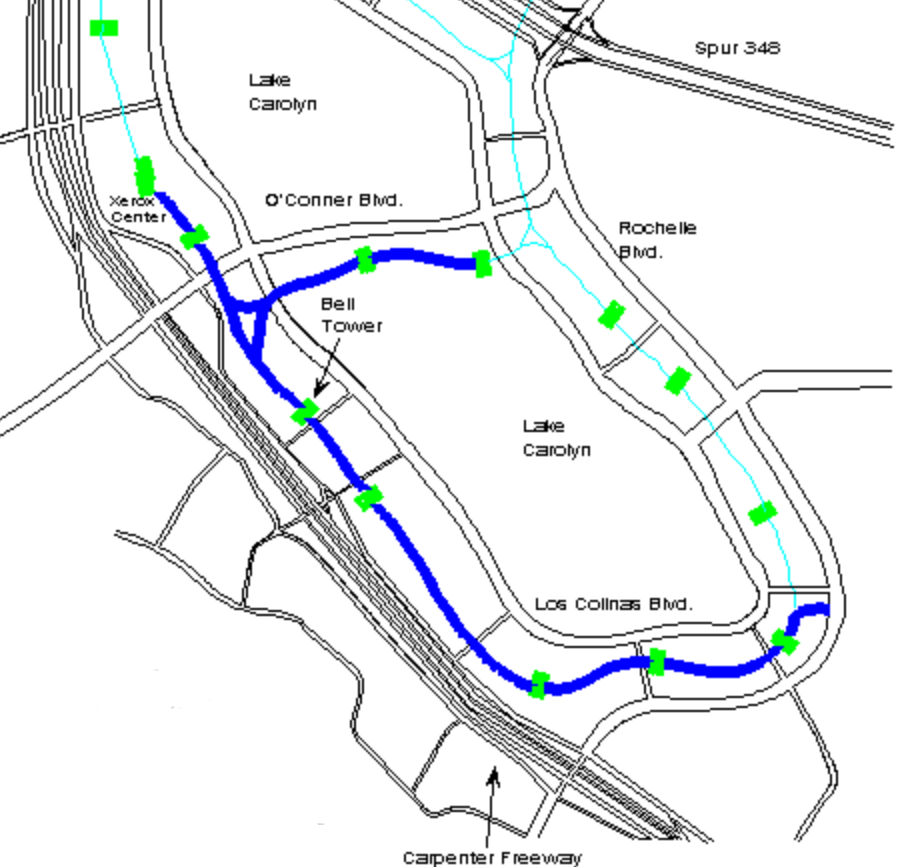 Spur 348
Lake
Carolyn
Xerox
Center
O'Conner Blvd.
Rochelle
Blvd.
Bell
Tower
Lake
Carolyn
Los Colinas Blvd.
Carpenter Freeway